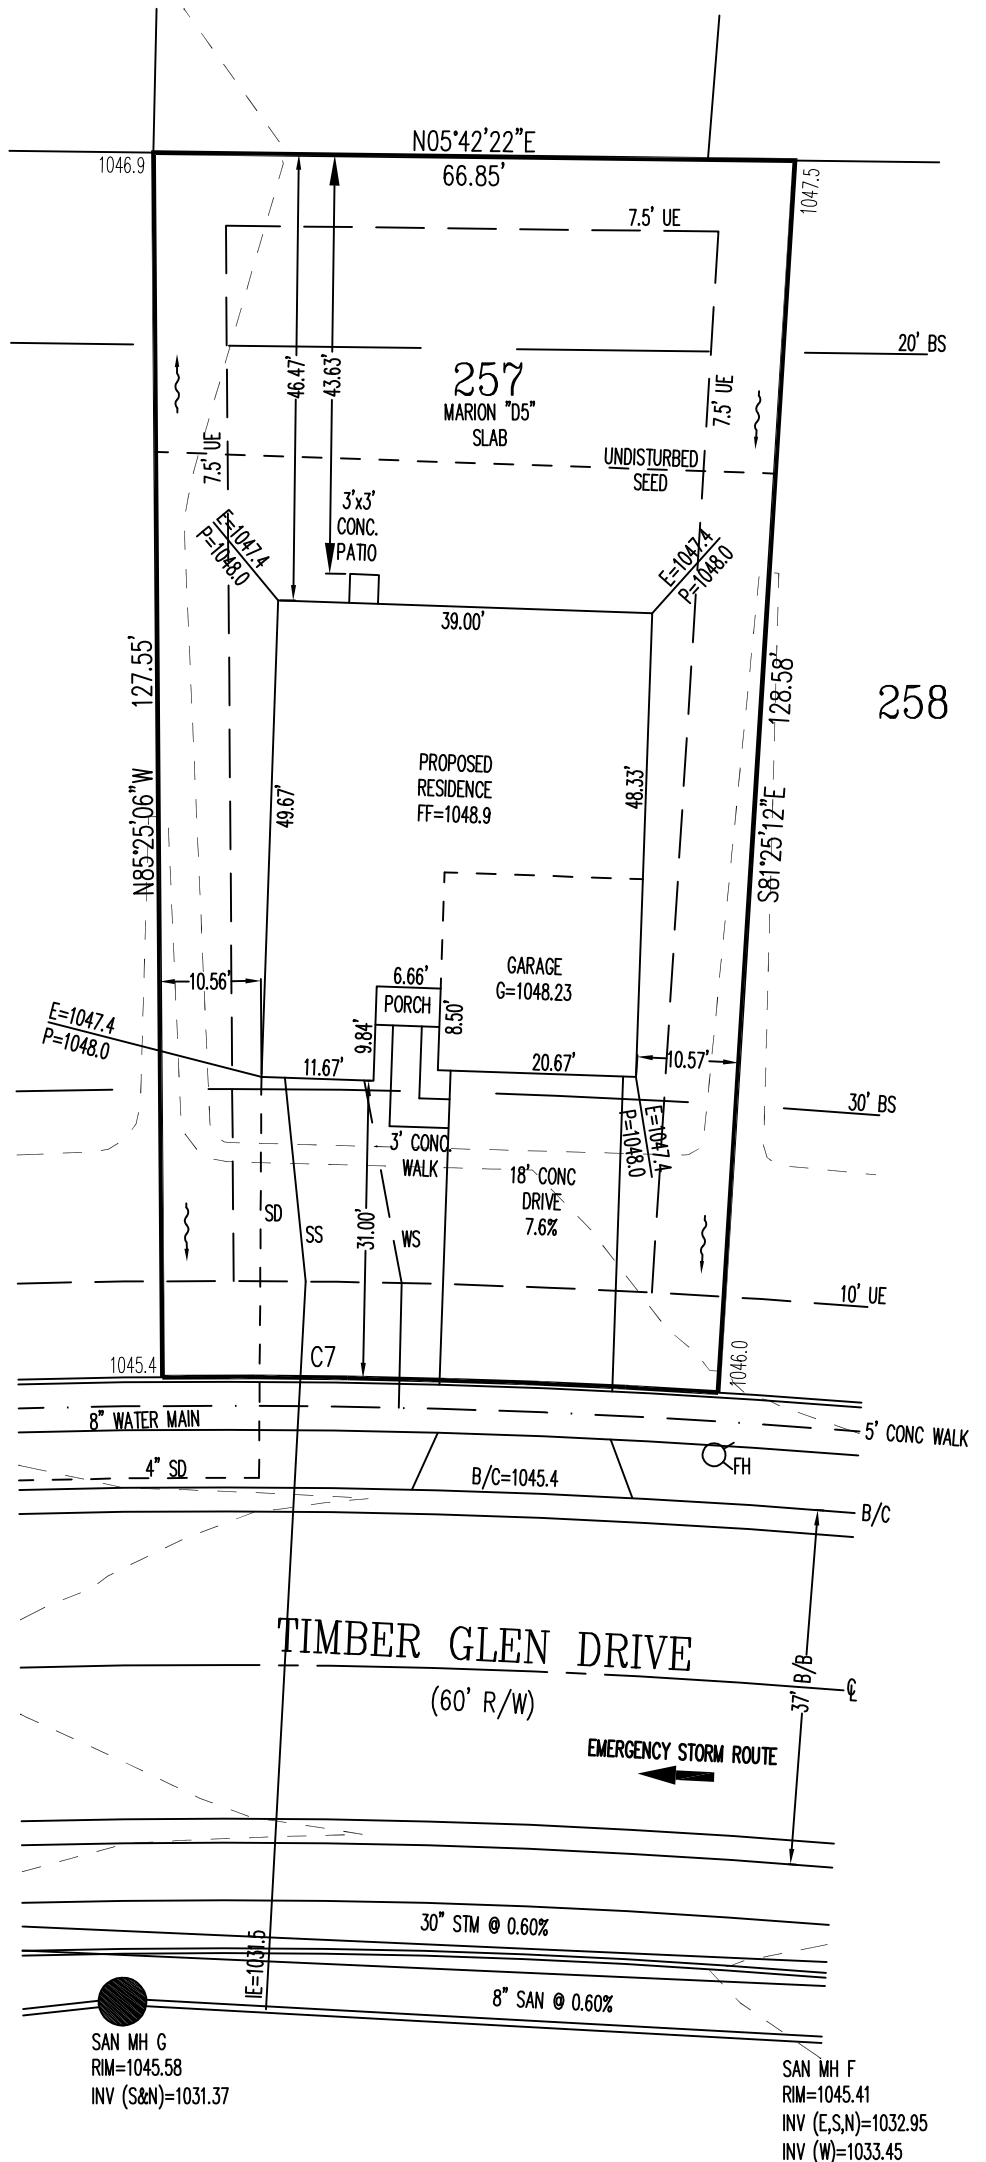 N05°42'22"E
66.85'
1046.9
1047.5
7.5' UE
20' BS
46.47'
43.63'
257
MARION "D5"
SLAB
7.5' UE
7.5' UE
UNDISTURBED
SEED
3'x3'
CONC.
PATIO
E=1047.4
P=1048.0
E=1047.4
P=1048.0
39.00'
127.55'
N85°25'06"W
128.58'
S81°25'12"E
258
PROPOSED
RESIDENCE
FF=1048.9
49.67'
48.33'
GARAGE
G=1048.23
10.56'
6.66'
PORCH
8.50'
9.84'
E=1047.4
P=1048.0
11.67'
20.67'
10.57'
30' BS
E=1047.4
P=1048.0
3' CONC.
WALK
18' CONC
DRIVE
7.6%
SD
SS
31.00'
WS
10' UE
C7
1045.4
1046.0
8" WATER MAIN
5' CONC WALK
4" SD
B/C=1045.4
FH
B/C
TIMBER GLEN DRIVE
(60' R/W)
37' B/B
℄
EMERGENCY STORM ROUTE
30" STM @ 0.60%
IE=1031.5
8" SAN @ 0.60%
SAN MH G
RIM=1045.58
INV (S&N)=1031.37
SAN MH F
RIM=1045.41
INV (E,S,N)=1032.95
INV (W)=1033.45